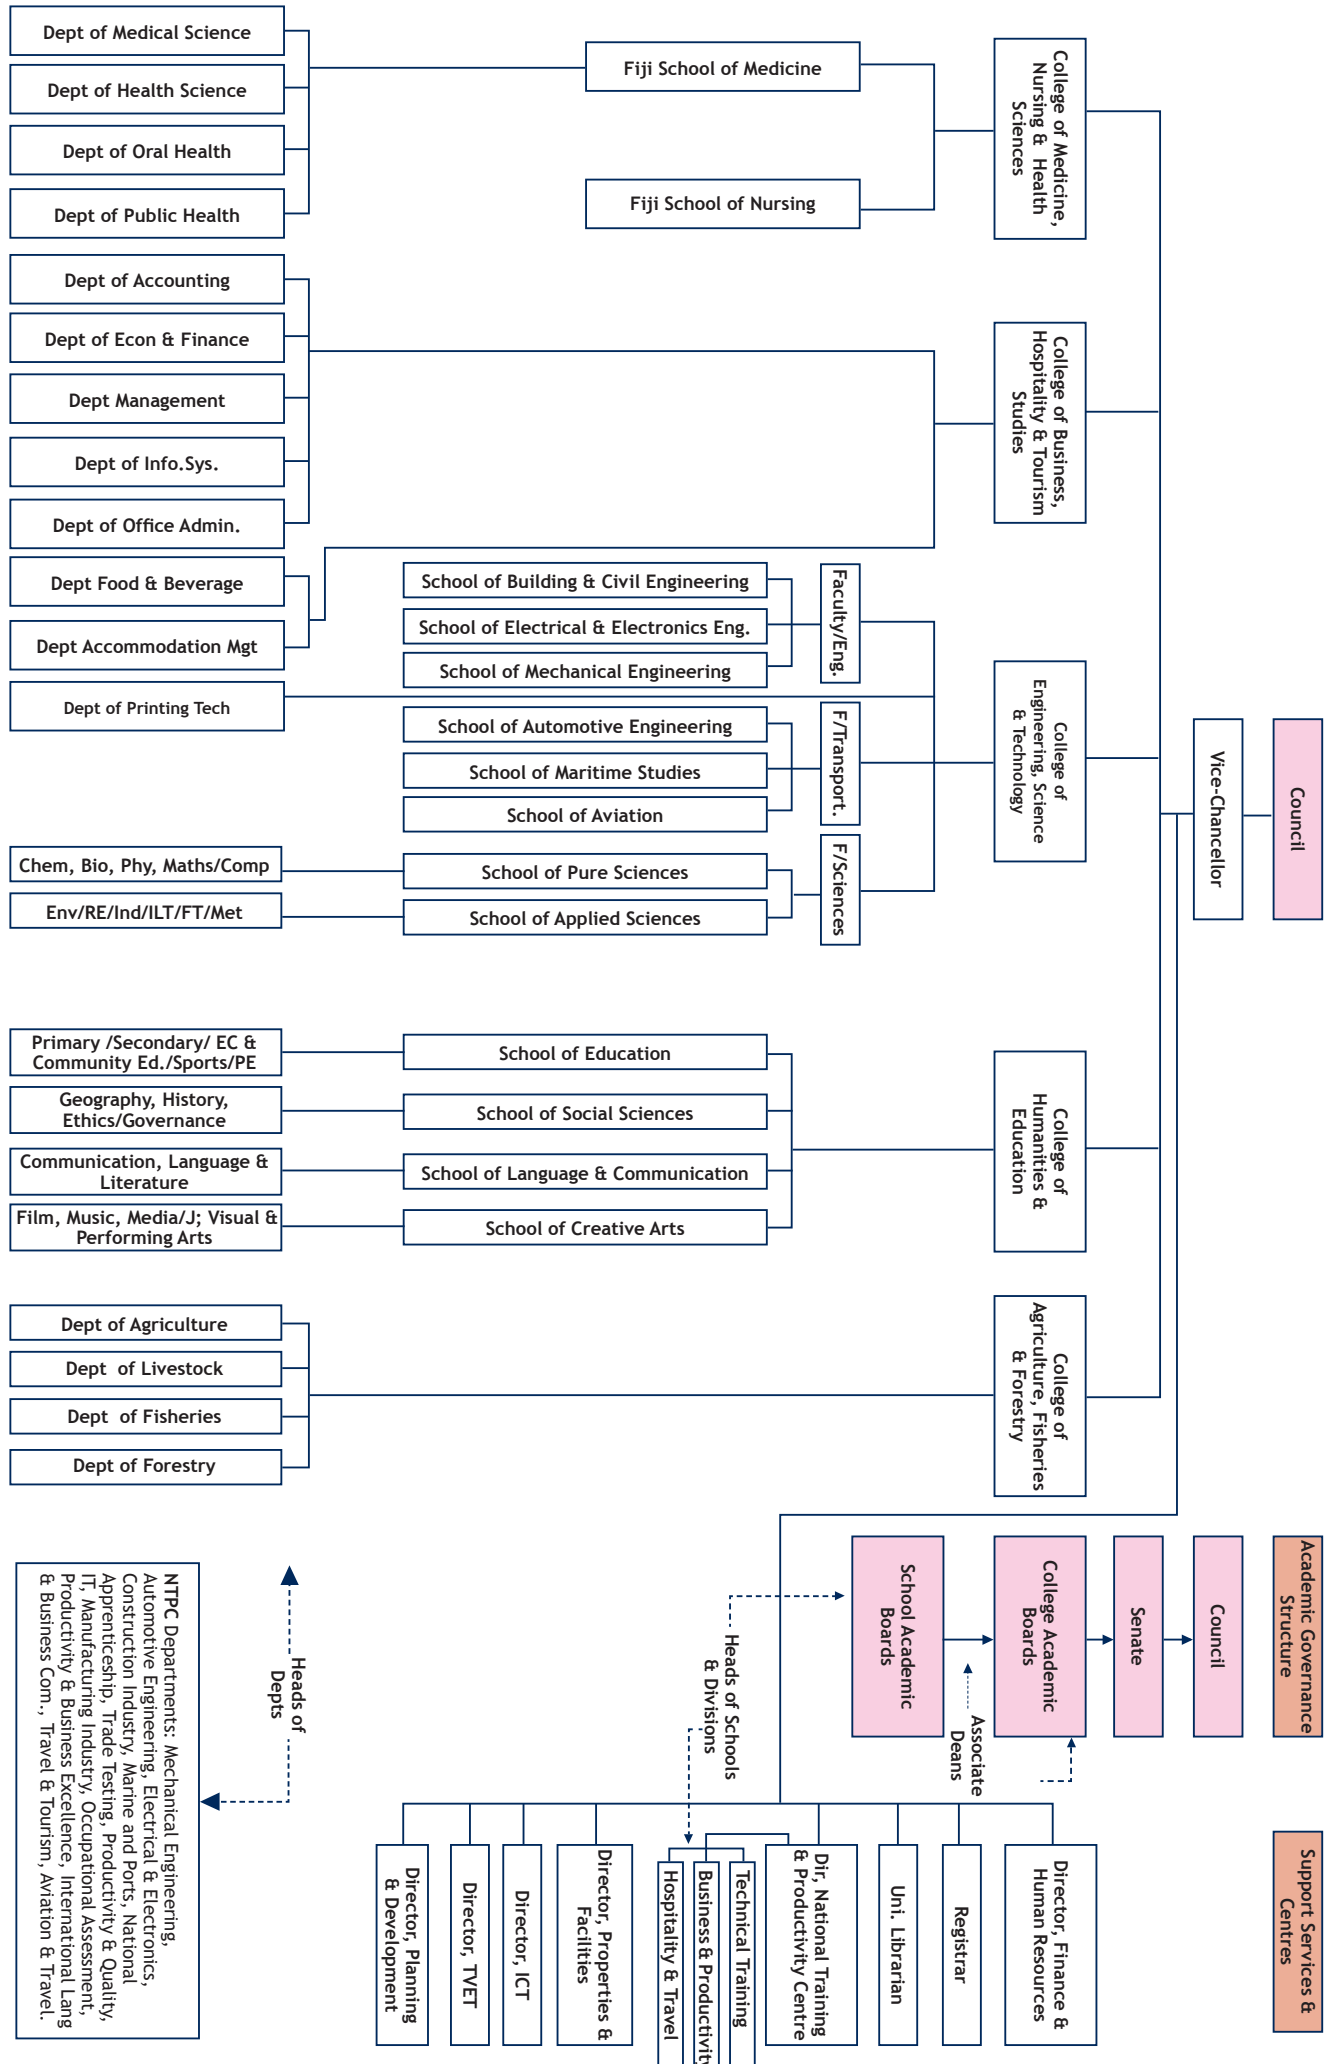 Council
Vice-Chancellor
College of Medicine,
Nursing & Health
Sciences
College of Business,
Hospitality & Tourism
Studies
College of
Engineering, Science
& Technology
College of
Humanities &
Education
College of
Agriculture, Fisheries
& Forestry
Fiji School of Medicine
Fiji School of Nursing
Dept of Medical Science
Dept of Health Science
Dept of Oral Health
Dept of Public Health
Dept of Accounting
Dept of Econ & Finance
Dept Management
Dept of Info.Sys.
Dept of Office Admin.
Dept Food & Beverage
Dept Accommodation Mgt
Dept of Printing Tech
Faculty/Eng.
School of Building & Civil Engineering
School of Electrical & Electronics Eng.
School of Mechanical Engineering
F/Transport.
School of Automotive Engineering
School of Maritime Studies
School of Aviation
F/Sciences
School of Pure Sciences
School of Applied Sciences
Chem, Bio, Phy, Maths/Comp
Env/RE/Ind/ILT/FT/Met
School of Education
School of Social Sciences
School of Language & Communication
School of Creative Arts
Primary /Secondary/ EC &
Community Ed./Sports/PE
Geography, History,
Ethics/Governance
Communication, Language &
Literature
Film, Music, Media/J; Visual &
Performing Arts
Dept of Agriculture
Dept of Livestock
Dept of Fisheries
Dept of Forestry
Academic Governance
Structure
Council
Senate
College Academic
Boards
School Academic
Boards
Associate
Deans
Heads of Schools
& Divisions
Heads of
Depts
Support Services &
Centres
Director, Finance &
Human Resources
Registrar
Uni. Librarian
Dir, National Training
& Productivity Centre
Technical Training
Business & Productivity
Hospitality & Travel
Director, Properties &
Facilities
Director, ICT
Director, TVET
Director, Planning
& Development
NTPC Departments: Mechanical Engineering,
Automotive Engineering, Electrical & Electronics,
Construction Industry, Marine and Ports, National
Apprenticeship, Trade Testing, Productivity & Quality,
IT, Manufacturing Industry, Occupational Assessment,
Productivity & Business Excellence, International Lang
& Business Com., Travel & Tourism, Aviation & Travel.